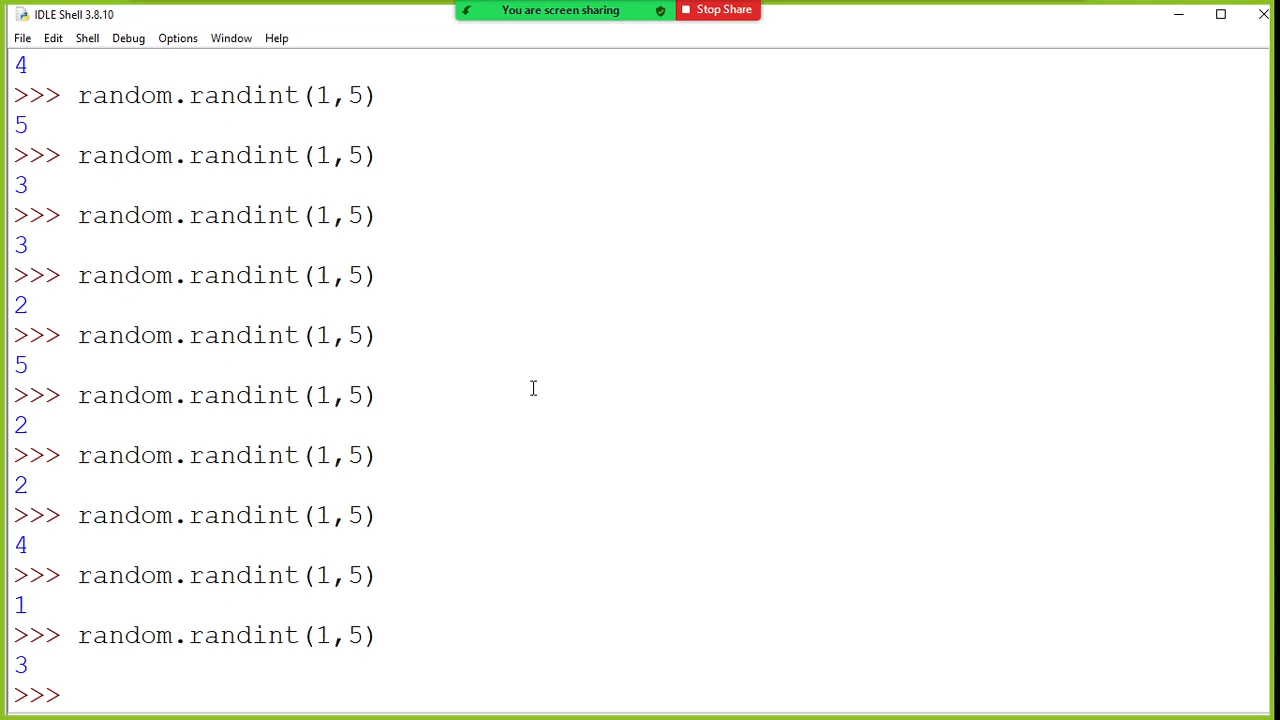 IDLE Shell 3.8.10
You are screen sharing
Stop Share
File Edit Shell Debug Options Window Help
4
>>> random.randint(1,5)
5
>>> random.randint(1,5)
3
>>> random.randint(1,5)
3
>>> random.randint(1,5)
2
>>> random.randint(1,5)
5
>>> random.randint(1,5)
2
>>> random.randint(1,5)
2
>>> random.randint(1,5)
4
>>> random.randint(1,5)
1
>>> random.randint(1,5)
3
>>>